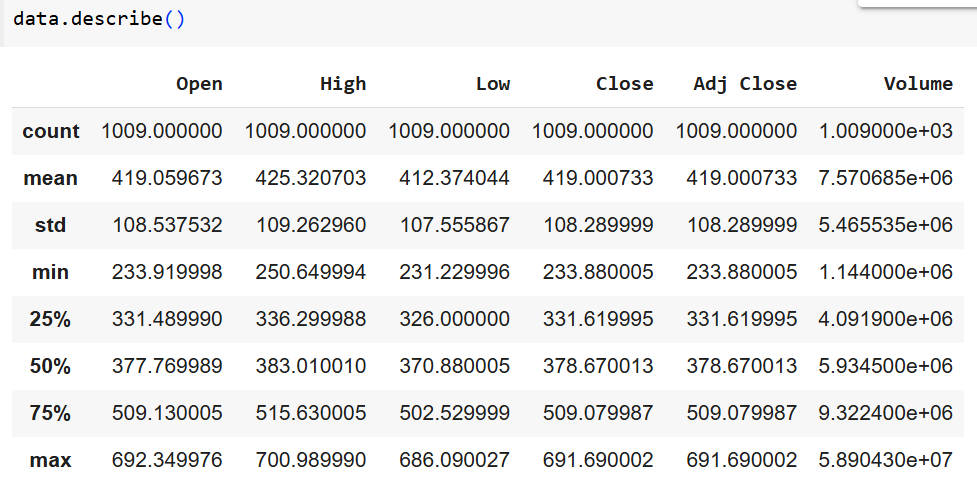 data.describe()
Open High Low Close Adj Close Volume
count 1009.000000 1009.000000 1009.000000 1009.000000 1009.000000 1.009000e+03
mean 419.059673 425.320703 412.374044 419.000733 419.000733 7.570685e+06
std 108.537532 109.262960 107.555867 108.289999 108.289999 5.465535e+06
min 233.919998 250.649994 231.229996 233.880005 233.880005 1.144000e+06
25% 331.489990 336.299988 326.000000 331.619995 331.619995 4.091900e+06
50% 377.769989 383.010010 370.880005 378.670013 378.670013 5.934500e+06
75% 509.130005 515.630005 502.529999 509.079987 509.079987 9.322400e+06
max 692.349976 700.989990 686.090027 691.690002 691.690002 5.890430e+07